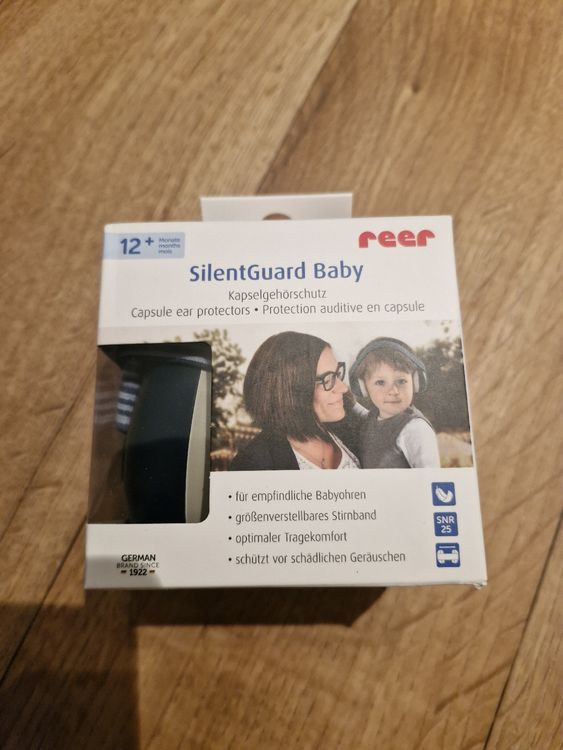 12+ Monate
months
mois
reer
SilentGuard Baby
Kapselgehörschutz
Capsule ear protectors • Protection auditive en capsule
• für empfindliche Babyohren
• größenverstellbares Stirnband
• optimaler Tragekomfort
• schützt vor schädlichen Geräuschen
SNR
25
GERMAN
BRAND SINCE
1922